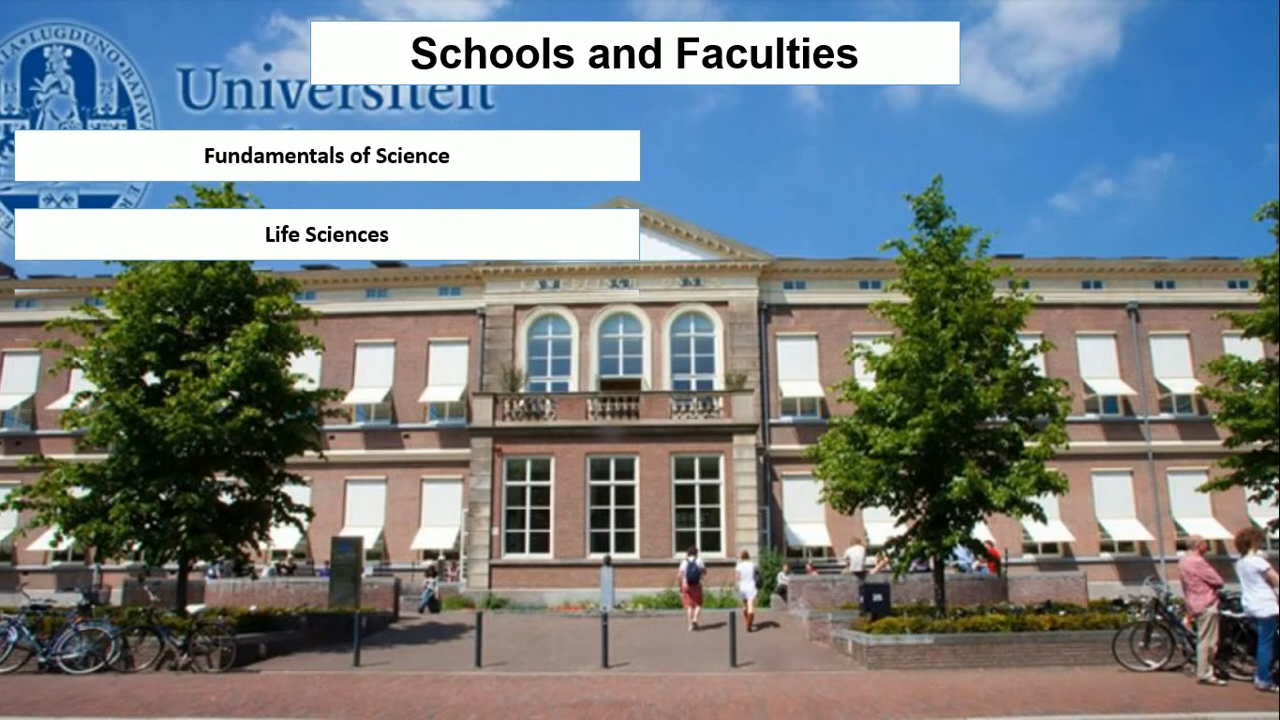 Schools and Faculties
Universiteit
Fundamentals of Science
Life Sciences